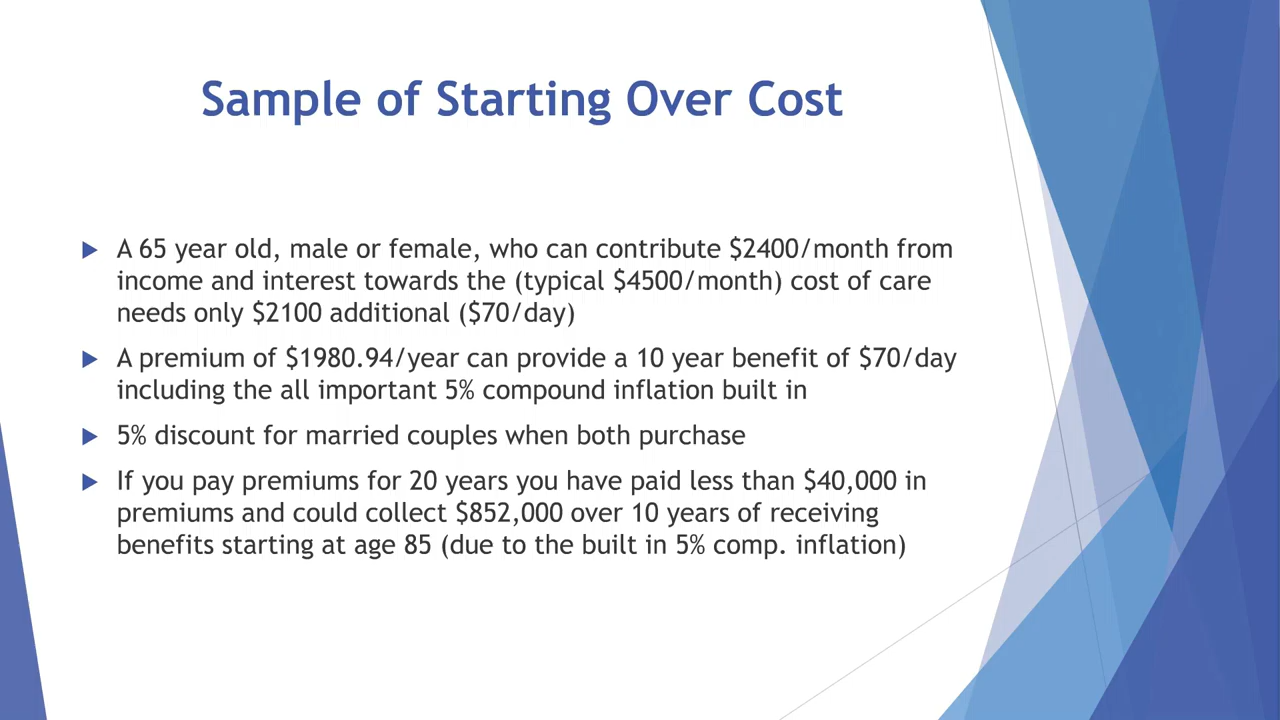 Sample of Starting Over Cost
A 65 year old, male or female, who can contribute $2400/month from
income and interest towards the (typical $4500/month) cost of care
needs only $2100 additional ($70/day)
A premium of $1980.94/year can provide a 10 year benefit of $70/day
including the all important 5% compound inflation built in
5% discount for married couples when both purchase
If you pay premiums for 20 years you have paid less than $40,000 in
premiums and could collect $852,000 over 10 years of receiving
benefits starting at age 85 (due to the built in 5% comp. inflation)